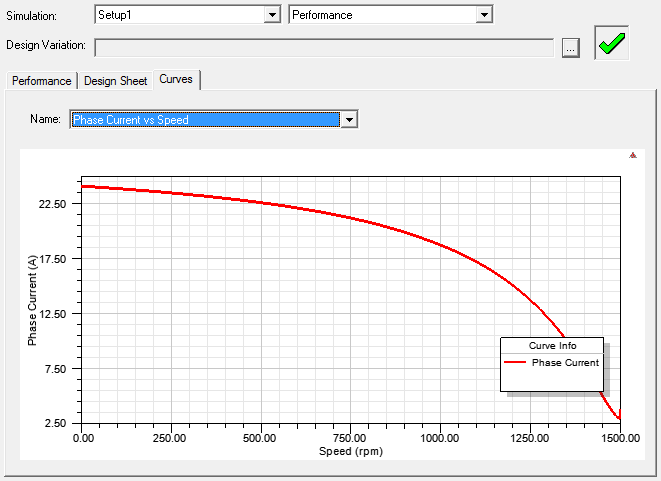 Simulation: Setup1 Performance
Design Variation: ...
Performance Design Sheet Curves
Name: Phase Current vs Speed
22.50
17.50
12.50
7.50
2.50
Phase Current (A)
Curve Info
Phase Current
0.00 250.00 500.00 750.00 1000.00 1250.00 1500.00
Speed (rpm)